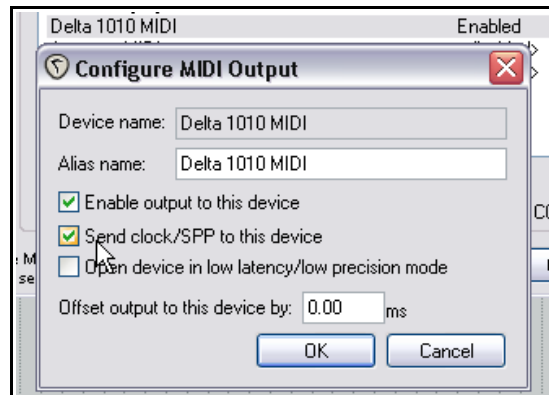 Delta 1010 MIDI Enabled
Configure MIDI Output
Device name: Delta 1010 MIDI
Alias name: Delta 1010 MIDI
Enable output to this device
Send clock/SPP to this device
Open device in low latency/low precision mode
Offset output to this device by: 0.00 ms
OK Cancel